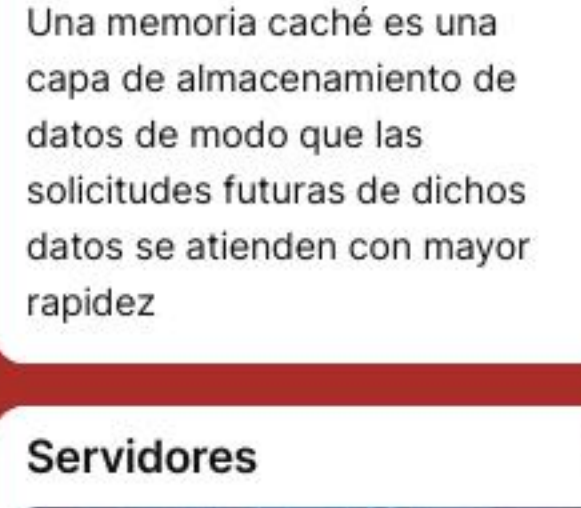 Una memoria caché es una
capa de almacenamiento de
datos de modo que las
solicitudes futuras de dichos
datos se atienden con mayor
rapidez
Servidores